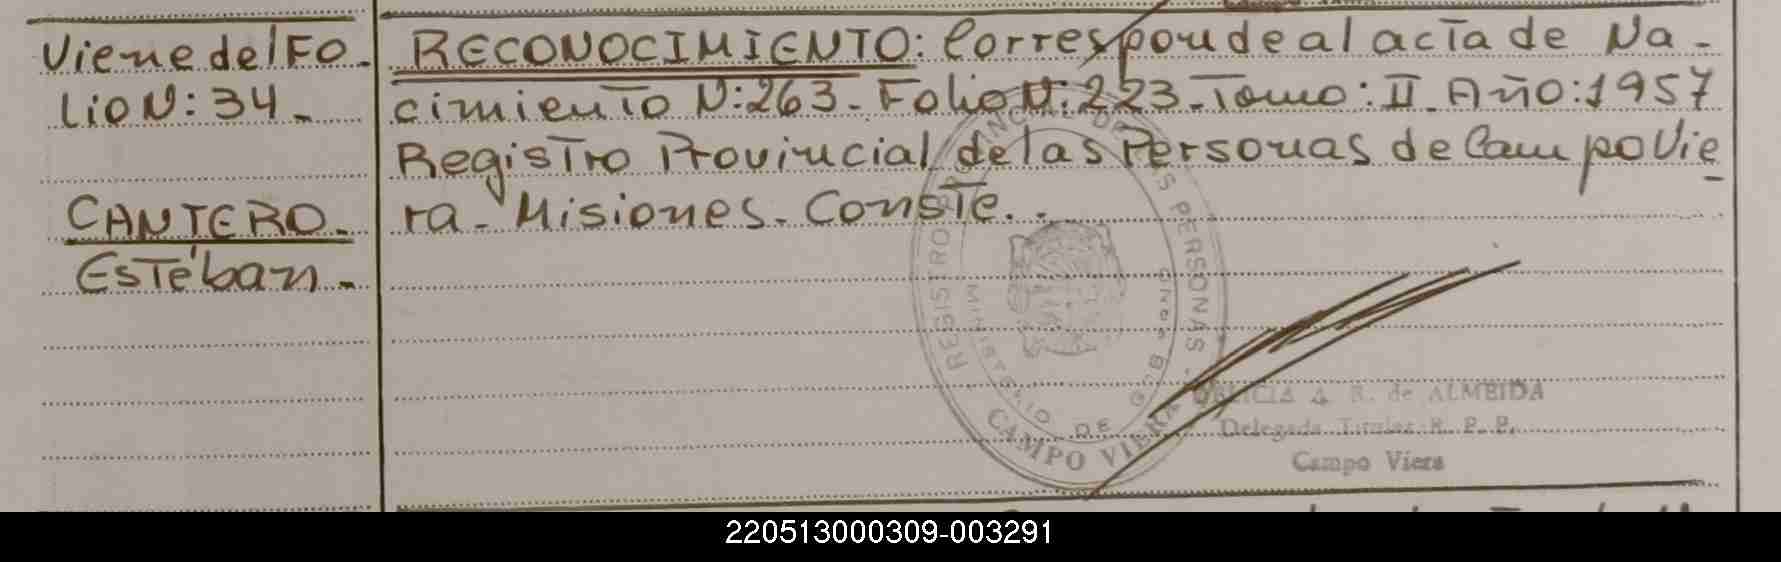 Viene del Fo-
lio N: 34.-
CANTERO.-
Estéban.-
RECONOCIMIENTO: Corresponde al acta de Na-
cimiento N: 263.- Folio N: 223.- Tomo: II. Año: 1957
Registro Provincial de las Personas de Campo Vie
ra.- Misiones.- Conste..-
REGISTRO PROVINCIAL DE LAS PERSONAS -
MINISTERIO DE GOBIERNO
CAMPO VIERA
A. R. de ALMEIDA
Delegada Titular R. P. P.
Campo Viera
220513000309-003291